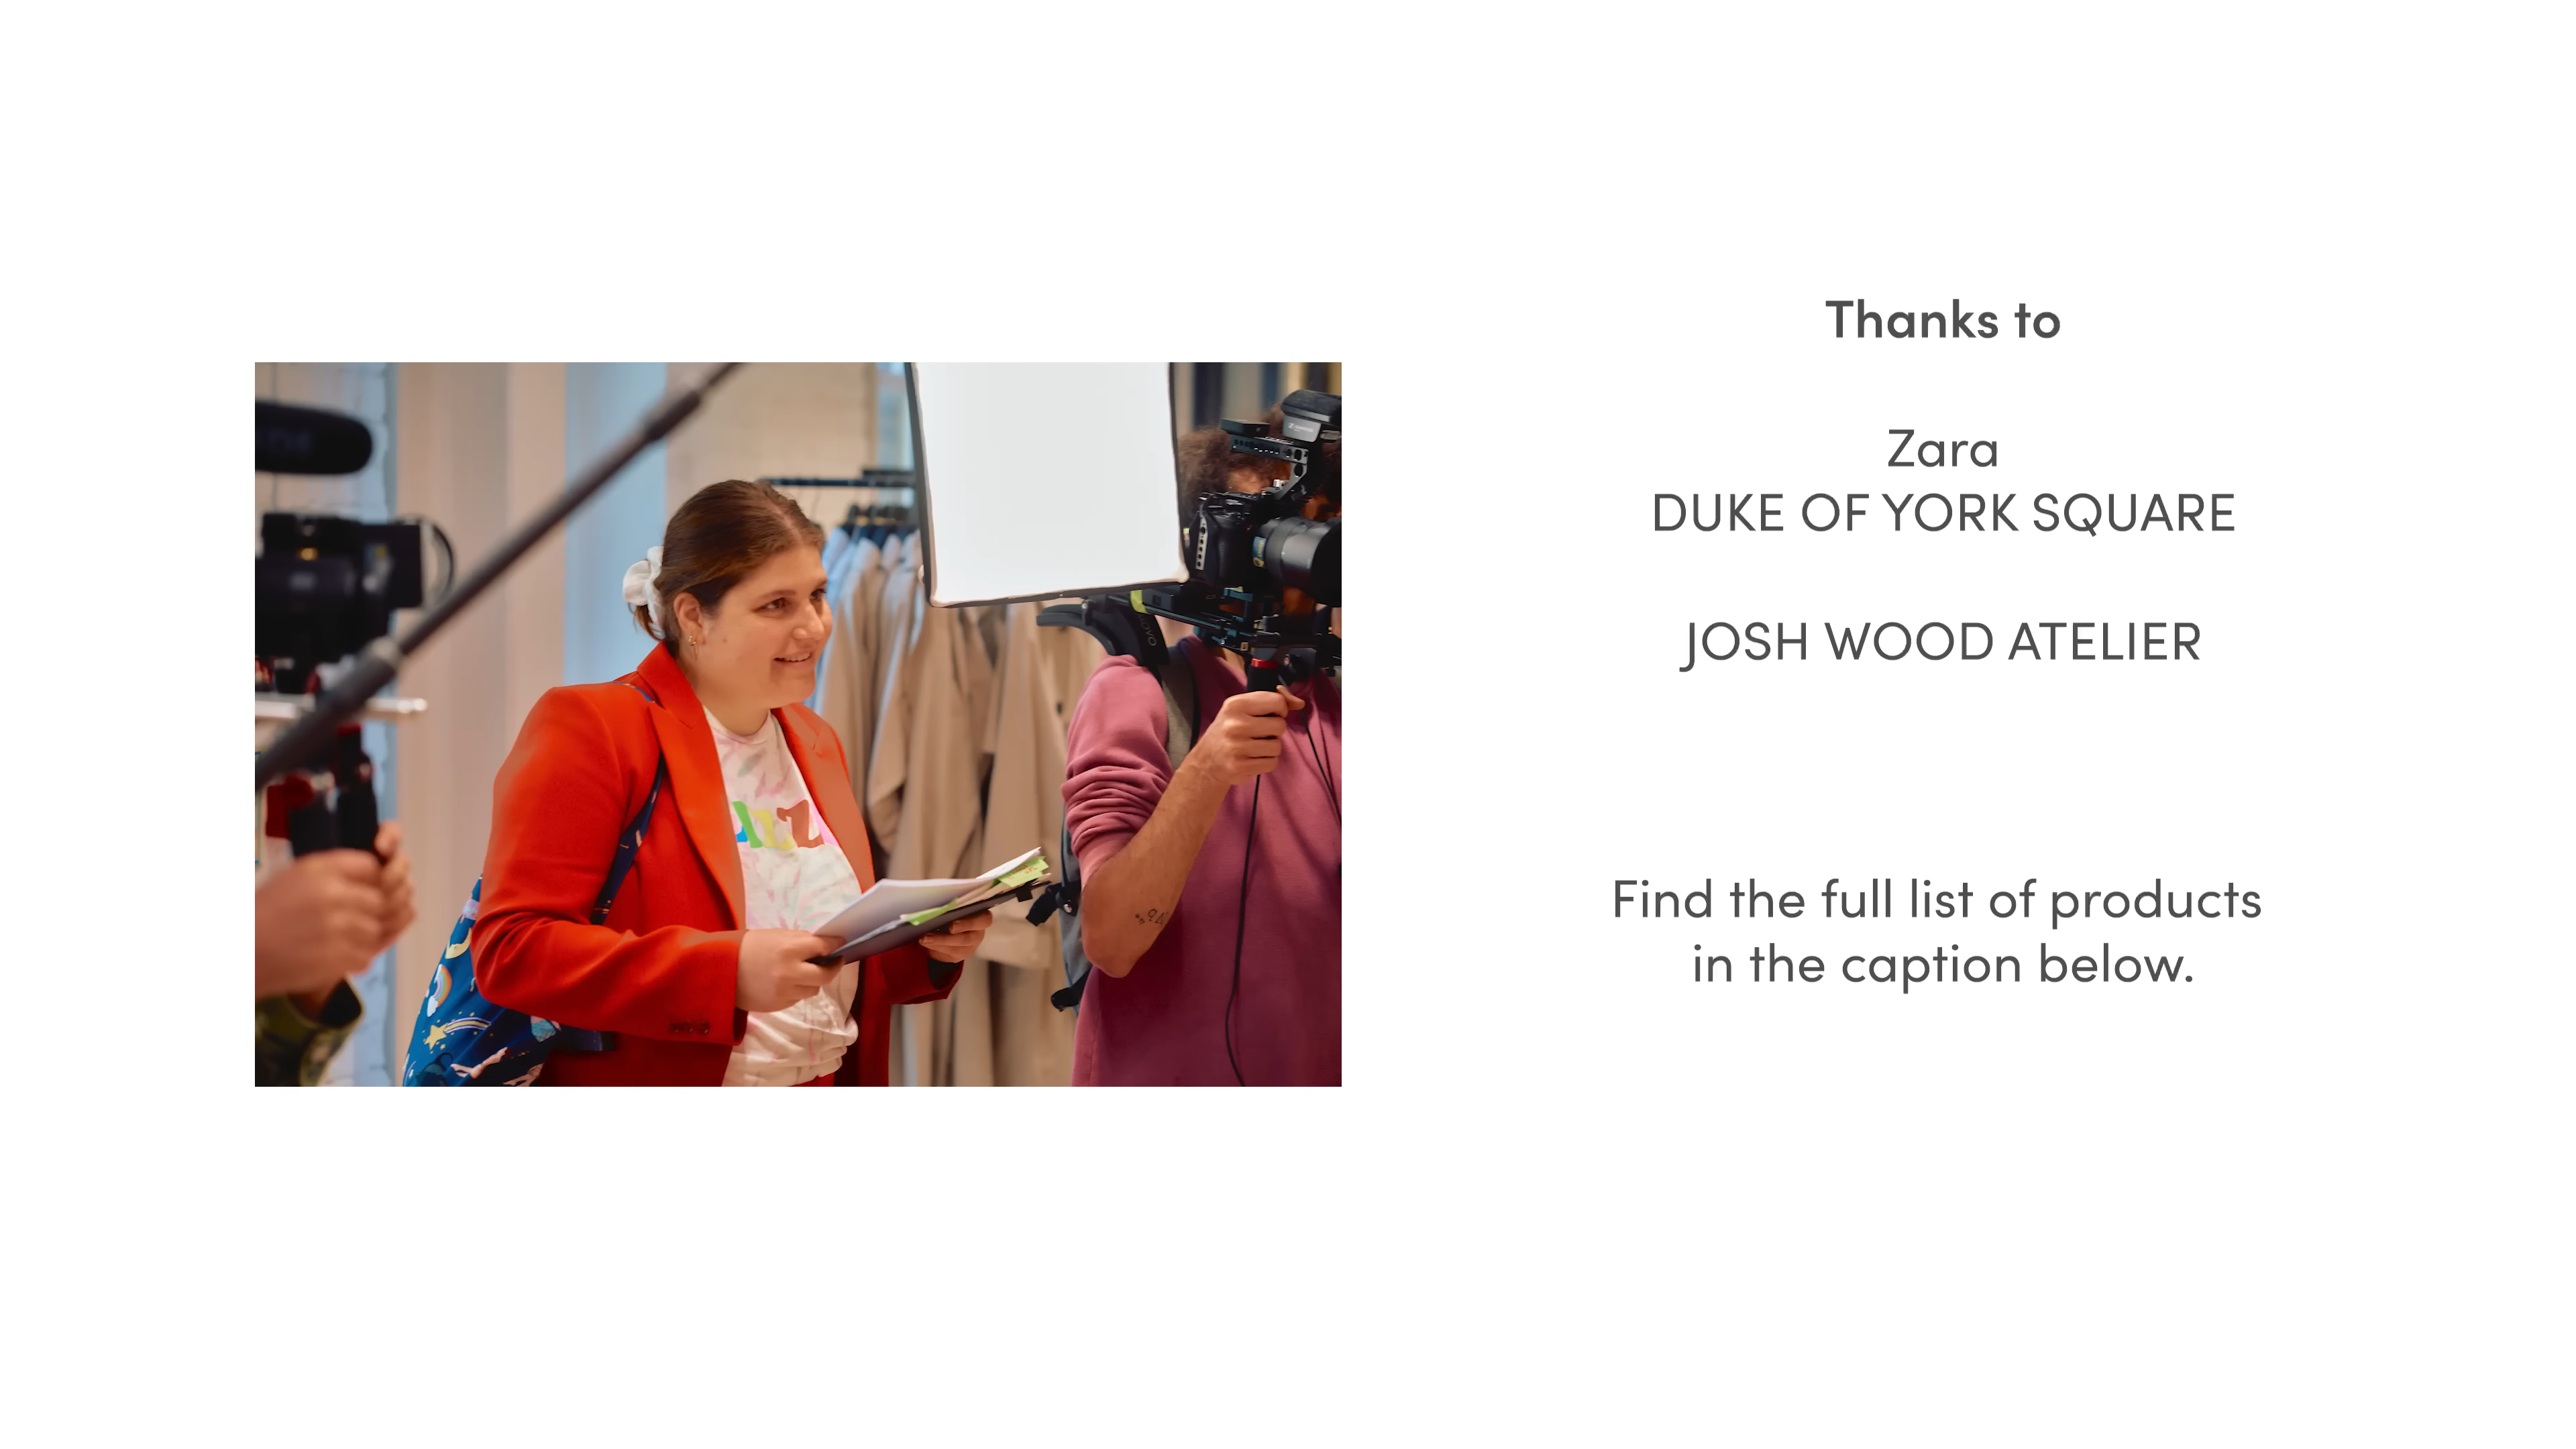 Thanks to
Zara
DUKE OF YORK SQUARE
JOSH WOOD ATELIER
Find the full list of products
in the caption below.